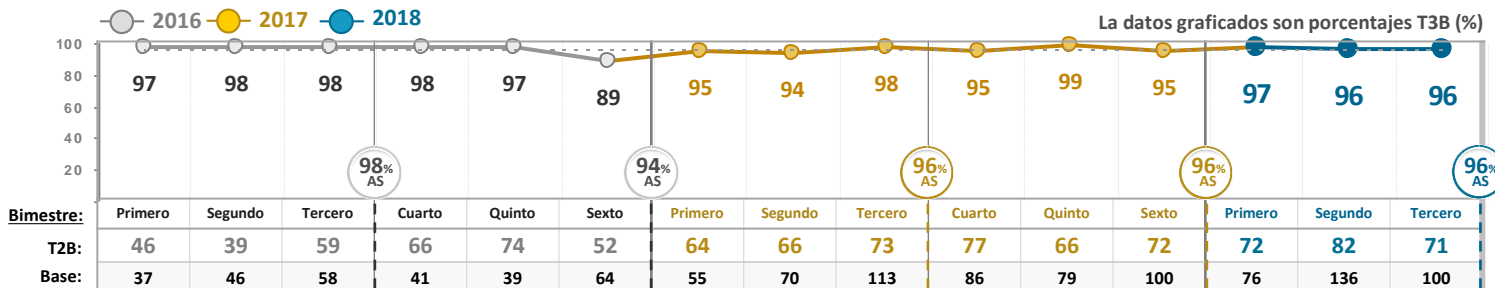 2016 2017 2018 La datos graficados son porcentajes T3B (%)
100
80
60
40
20
97 98 98 98 97 89 95 94 98 95 99 95 97 96 96
98% AS 94% AS 96% AS 96% AS 96% AS
Bimestre: Primero Segundo Tercero Cuarto Quinto Sexto Primero Segundo Tercero Cuarto Quinto Sexto Primero Segundo Tercero
T2B: 46 39 59 66 74 52 64 66 73 77 66 72 72 82 71
Base: 37 46 58 41 39 64 55 70 113 86 79 100 76 136 100